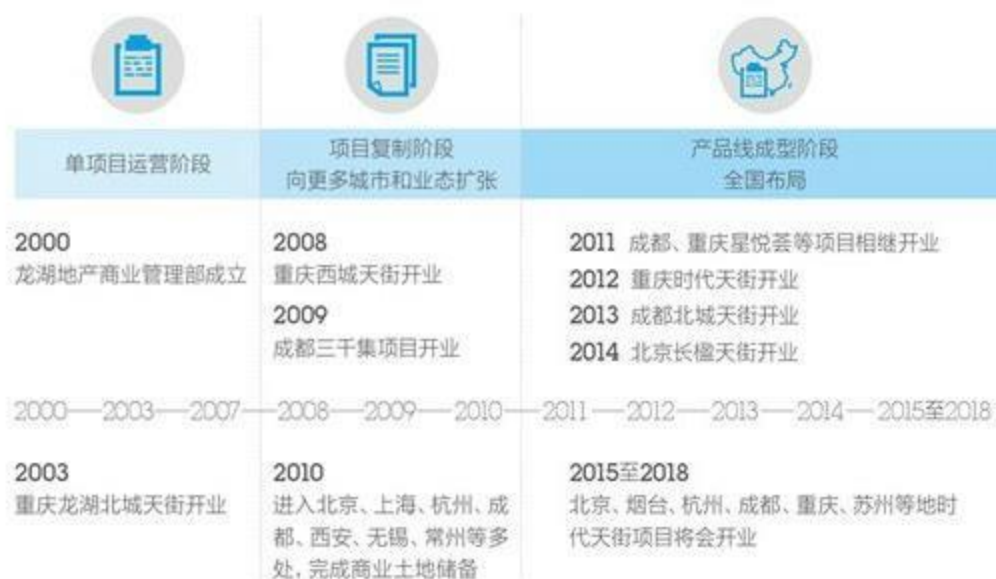 单项目运营阶段
项目复制阶段
向更多城市和业态扩张
产品线成型阶段
全国布局
2000
龙湖地产商业管理部成立
2008
重庆西城天街开业
2009
成都三千集项目开业
2011 成都、重庆星悦荟等项目相继开业
2012 重庆时代天街开业
2013 成都北城天街开业
2014 北京长楹天街开业
2000 2003 2007 2008 2009 2010 2011 2012 2013 2014 2015至2018
2003
重庆龙湖北城天街开业
2010
进入北京、上海、杭州、成
都、西安、无锡、常州等多
处，完成商业土地储备
2015至2018
北京、烟台、杭州、成都、重庆、苏州等地时
代天街项目将会开业